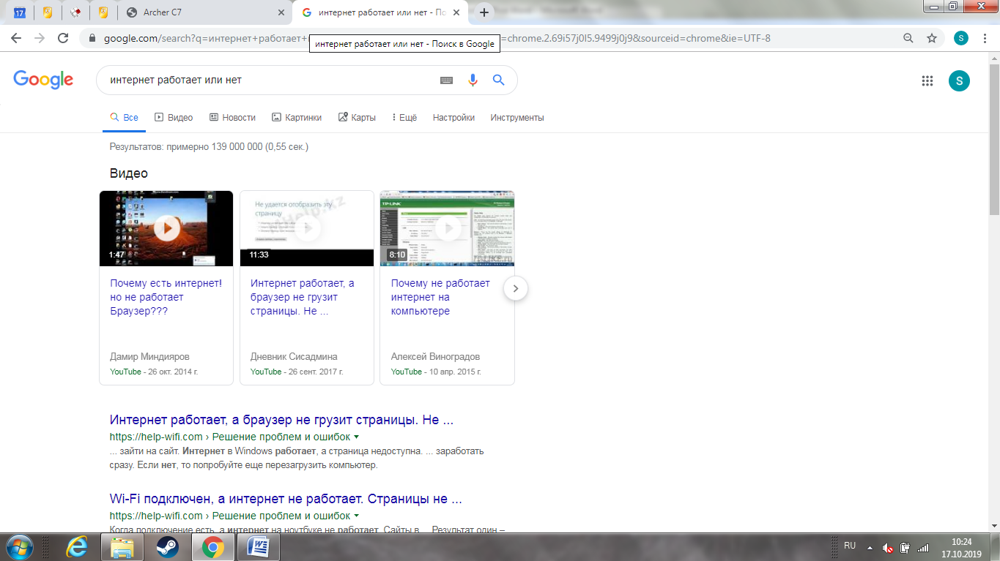 17
Archer C7
интернет работает или нет - По
google.com/search?q=интернет+работает+
=chrome.2.69i57j0l5.9499j0j9&sourceid=chrome&ie=UTF-8
S
интернет работает или нет - Поиск в Google
Google
интернет работает или нет
S
Все
Видео
Новости
Картинки
Карты
Ещё
Настройки
Инструменты
Результатов: примерно 139 000 000 (0,55 сек.)
Видео
1:47
Не удается отобразить эту
страницу
11:33
TP-LINK
8:10
Почему есть интернет!
но не работает
Браузер???
Дамир Миндияров
YouTube - 26 окт. 2014 г.
Интернет работает, а
браузер не грузит
страницы. Не ...
Дневник Сисадмина
YouTube - 26 сент. 2017 г.
Почему не работает
интернет на
компьютере
Алексей Виноградов
YouTube - 10 апр. 2015 г.
Интернет работает, а браузер не грузит страницы. Не ...
https://help-wifi.com › Решение проблем и ошибок
... зайти на сайт. Интернет в Windows работает, а страница недоступна. ... заработать
сразу. Если нет, то попробуйте еще перезагрузить компьютер.
Wi-Fi подключен, а интернет не работает. Страницы не ...
https://help-wifi.com › Решение проблем и ошибок
Когда подключение есть, а интернет на ноутбуке не работает. Сайты в ... Результат один –
RU
10:24
17.10.2019